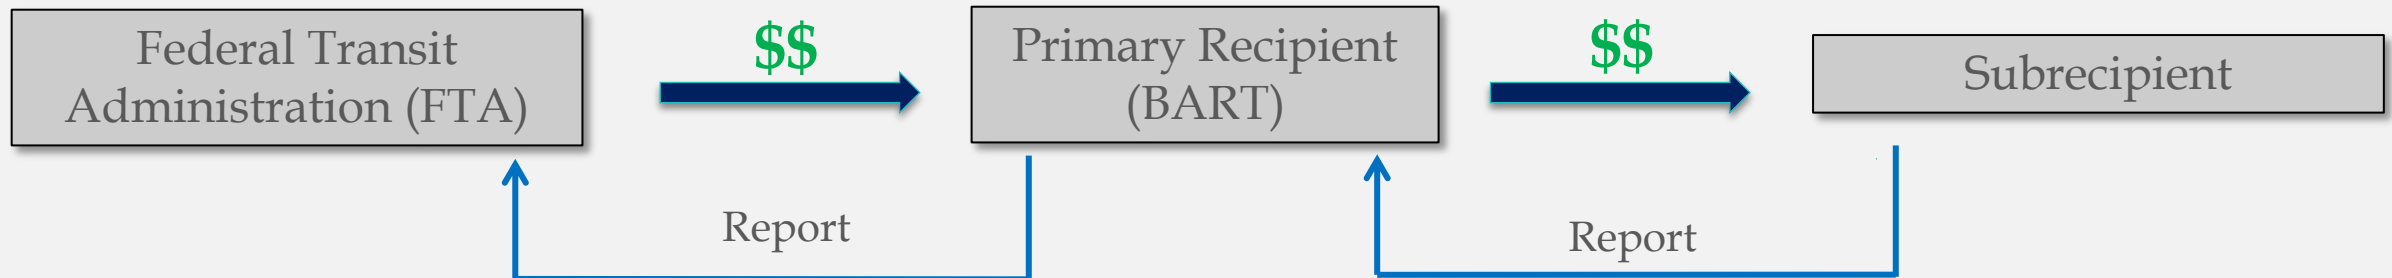 Federal Transit
Administration (FTA)
$$
Primary Recipient
(BART)
$$
Subrecipient
Report
Report